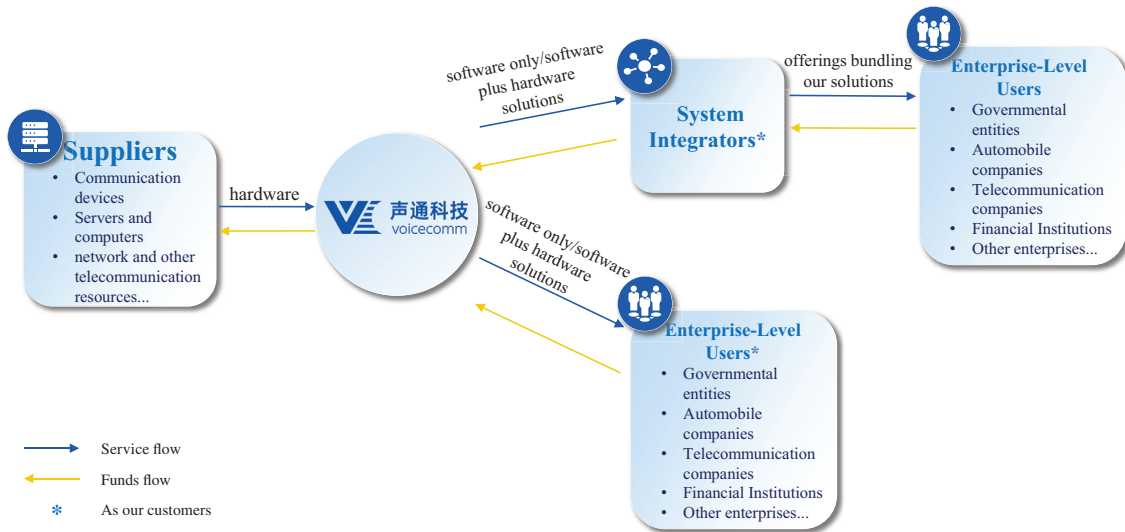 Suppliers
• Communication
devices
• Servers and
computers
• network and other
telecommunication
resources...
hardware
声通科技
voicecomm
software only/software
plus hardware
solutions
System
Integrators*
offerings bundling
our solutions
Enterprise-Level
Users
• Governmental
entities
• Automobile
companies
• Telecommunication
companies
• Financial Institutions
• Other enterprises...
software only/software
plus hardware
solutions
Enterprise-Level
Users*
• Governmental
entities
• Automobile
companies
• Telecommunication
companies
• Financial Institutions
• Other enterprises...
Service flow
Funds flow
* As our customers